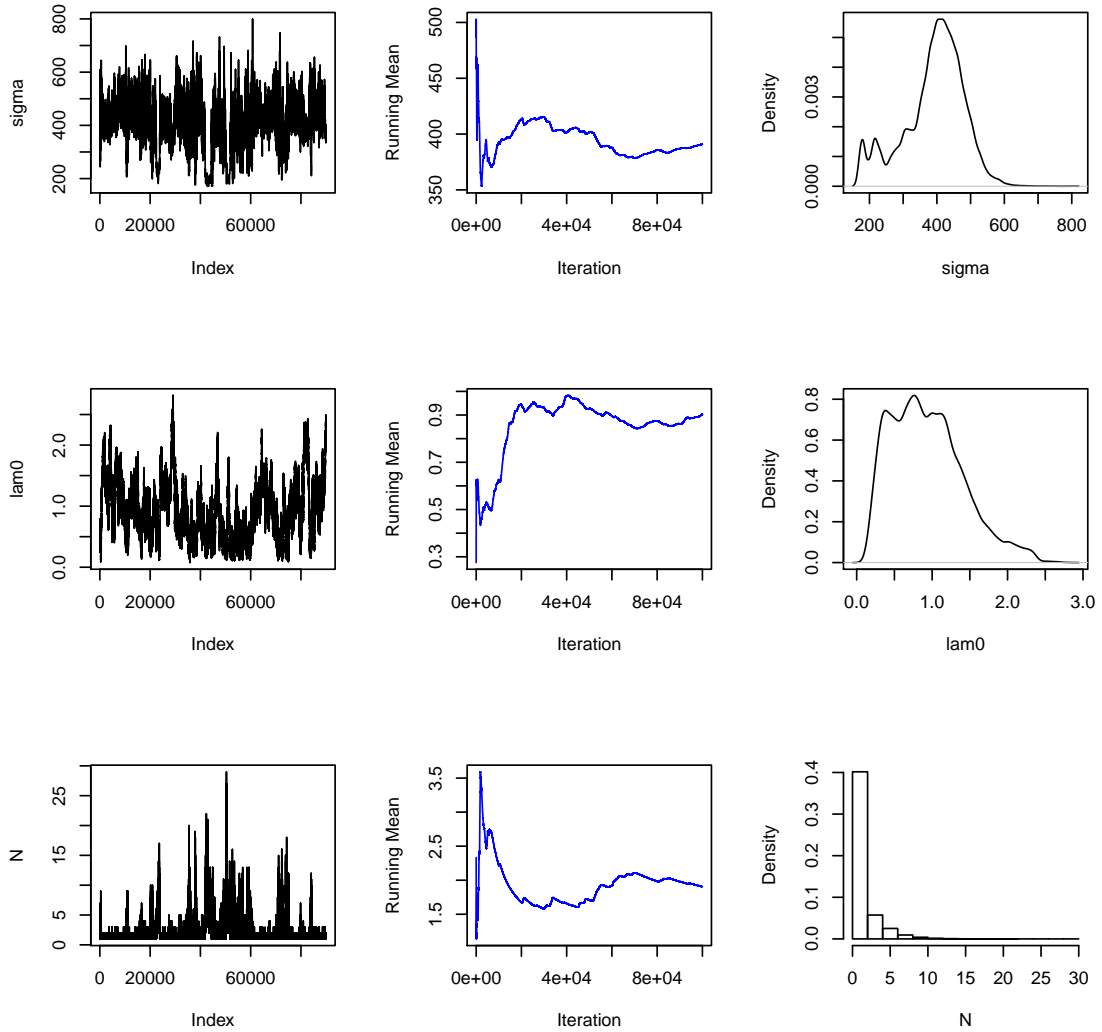 sigma
200 400 600 800
0 20000 60000
Index
Running Mean
350 400 450 500
0e+00 4e+04 8e+04
Iteration
Density
0.000 0.003
200 400 600 800
sigma
lam0
0.0 1.0 2.0
0 20000 60000
Index
Running Mean
0.3 0.5 0.7 0.9
0e+00 4e+04 8e+04
Iteration
Density
0.0 0.2 0.4 0.6 0.8
0.0 1.0 2.0 3.0
lam0
N
0 5 15 25
0 20000 60000
Index
Running Mean
1.5 2.5 3.5
0e+00 4e+04 8e+04
Iteration
Density
0.0 0.1 0.2 0.3 0.4
0 5 10 15 20 25 30
N